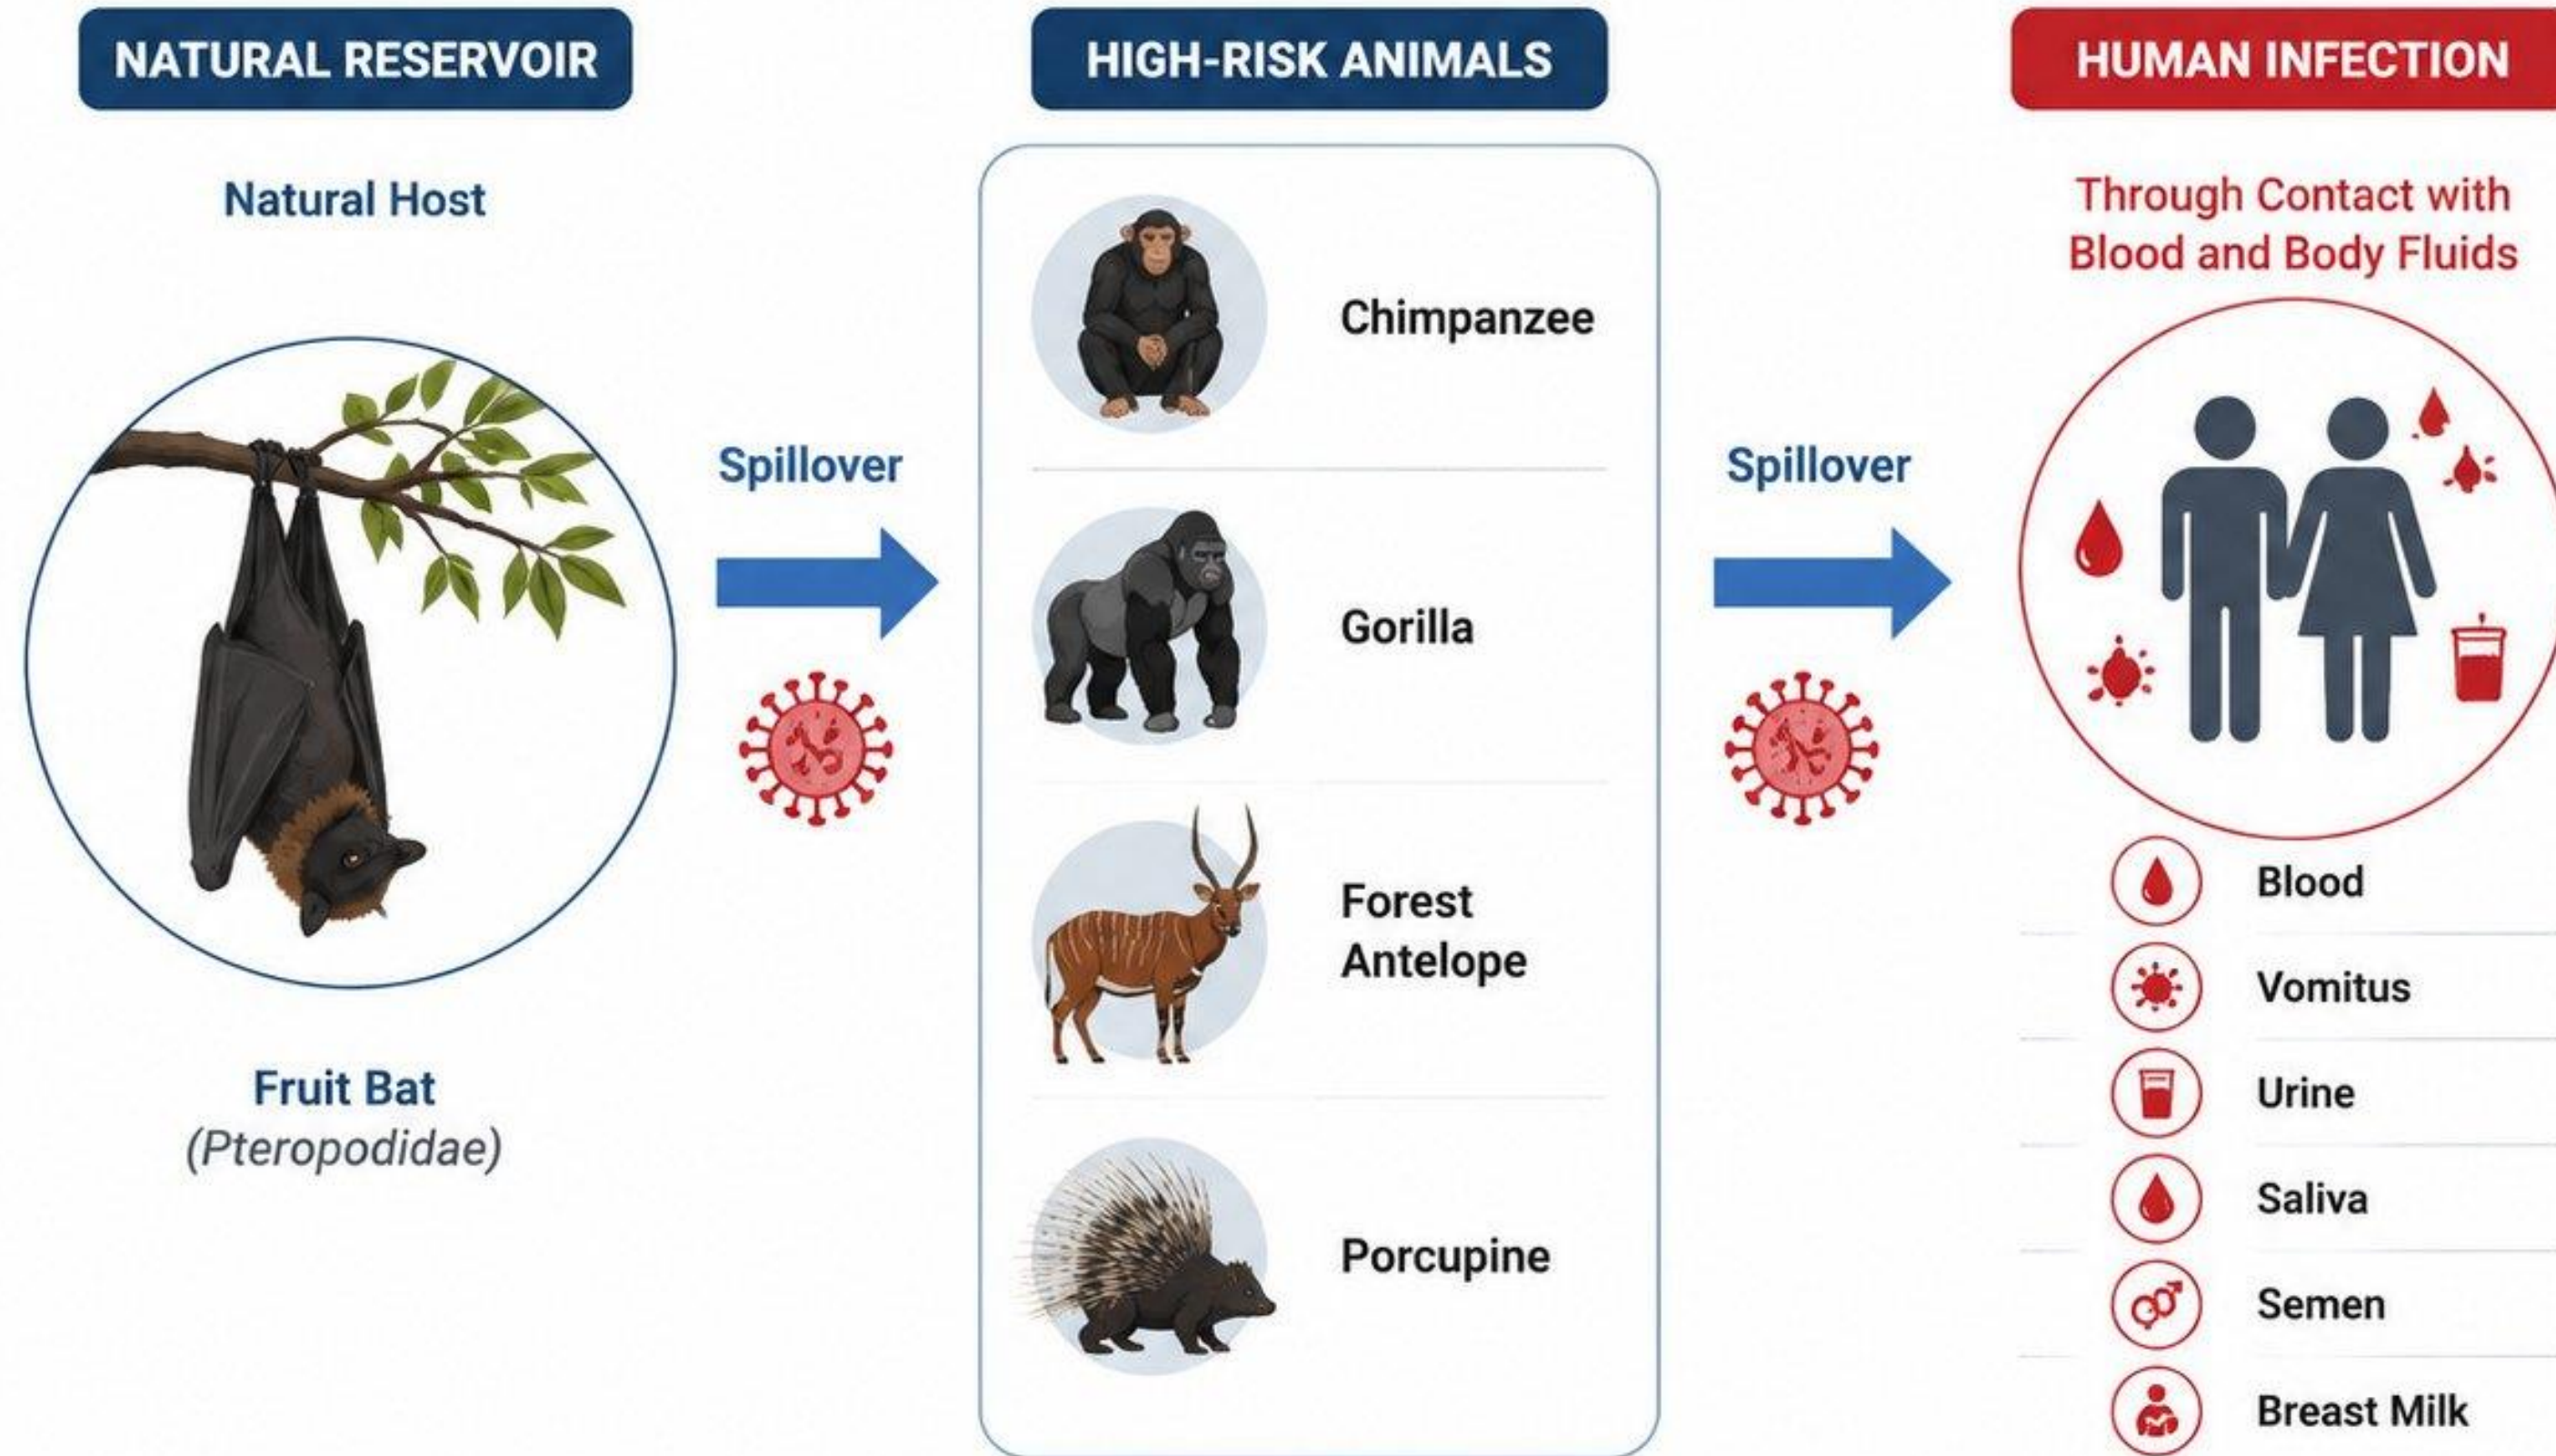 NATURAL RESERVOIR
Natural Host
Fruit Bat
(Pteropodidae)
Spillover
HIGH-RISK ANIMALS
Chimpanzee
Gorilla
Forest
Antelope
Porcupine
Spillover
HUMAN INFECTION
Through Contact with
Blood and Body Fluids
Blood
Vomitus
Urine
Saliva
Semen
Breast Milk